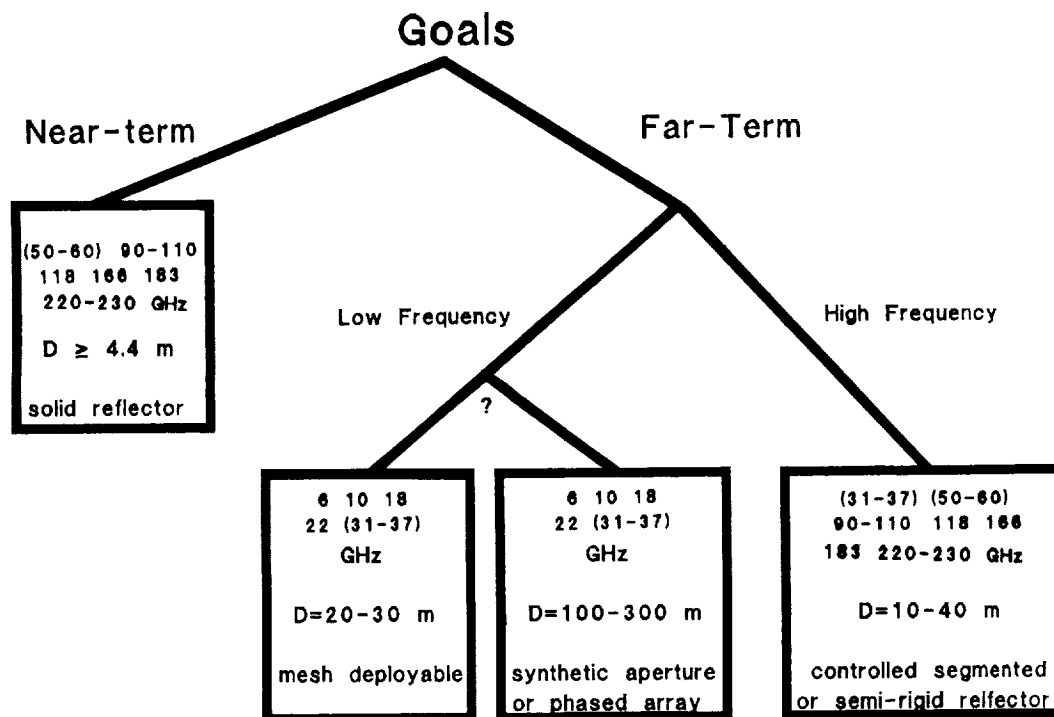 Goals
Near-term
Far-Term
(50-60) 90-110
118 166 183
220-230 GHz
D ≥ 4.4 m
solid reflector
Low Frequency
High Frequency
?
6 10 18
22 (31-37)
GHz
D=20-30 m
mesh deployable
6 10 18
22 (31-37)
GHz
D=100-300 m
synthetic aperture
or phased array
(31-37) (50-60)
90-110 118 166
183 220-230 GHz
D=10-40 m
controlled segmented
or semi-rigid relfector